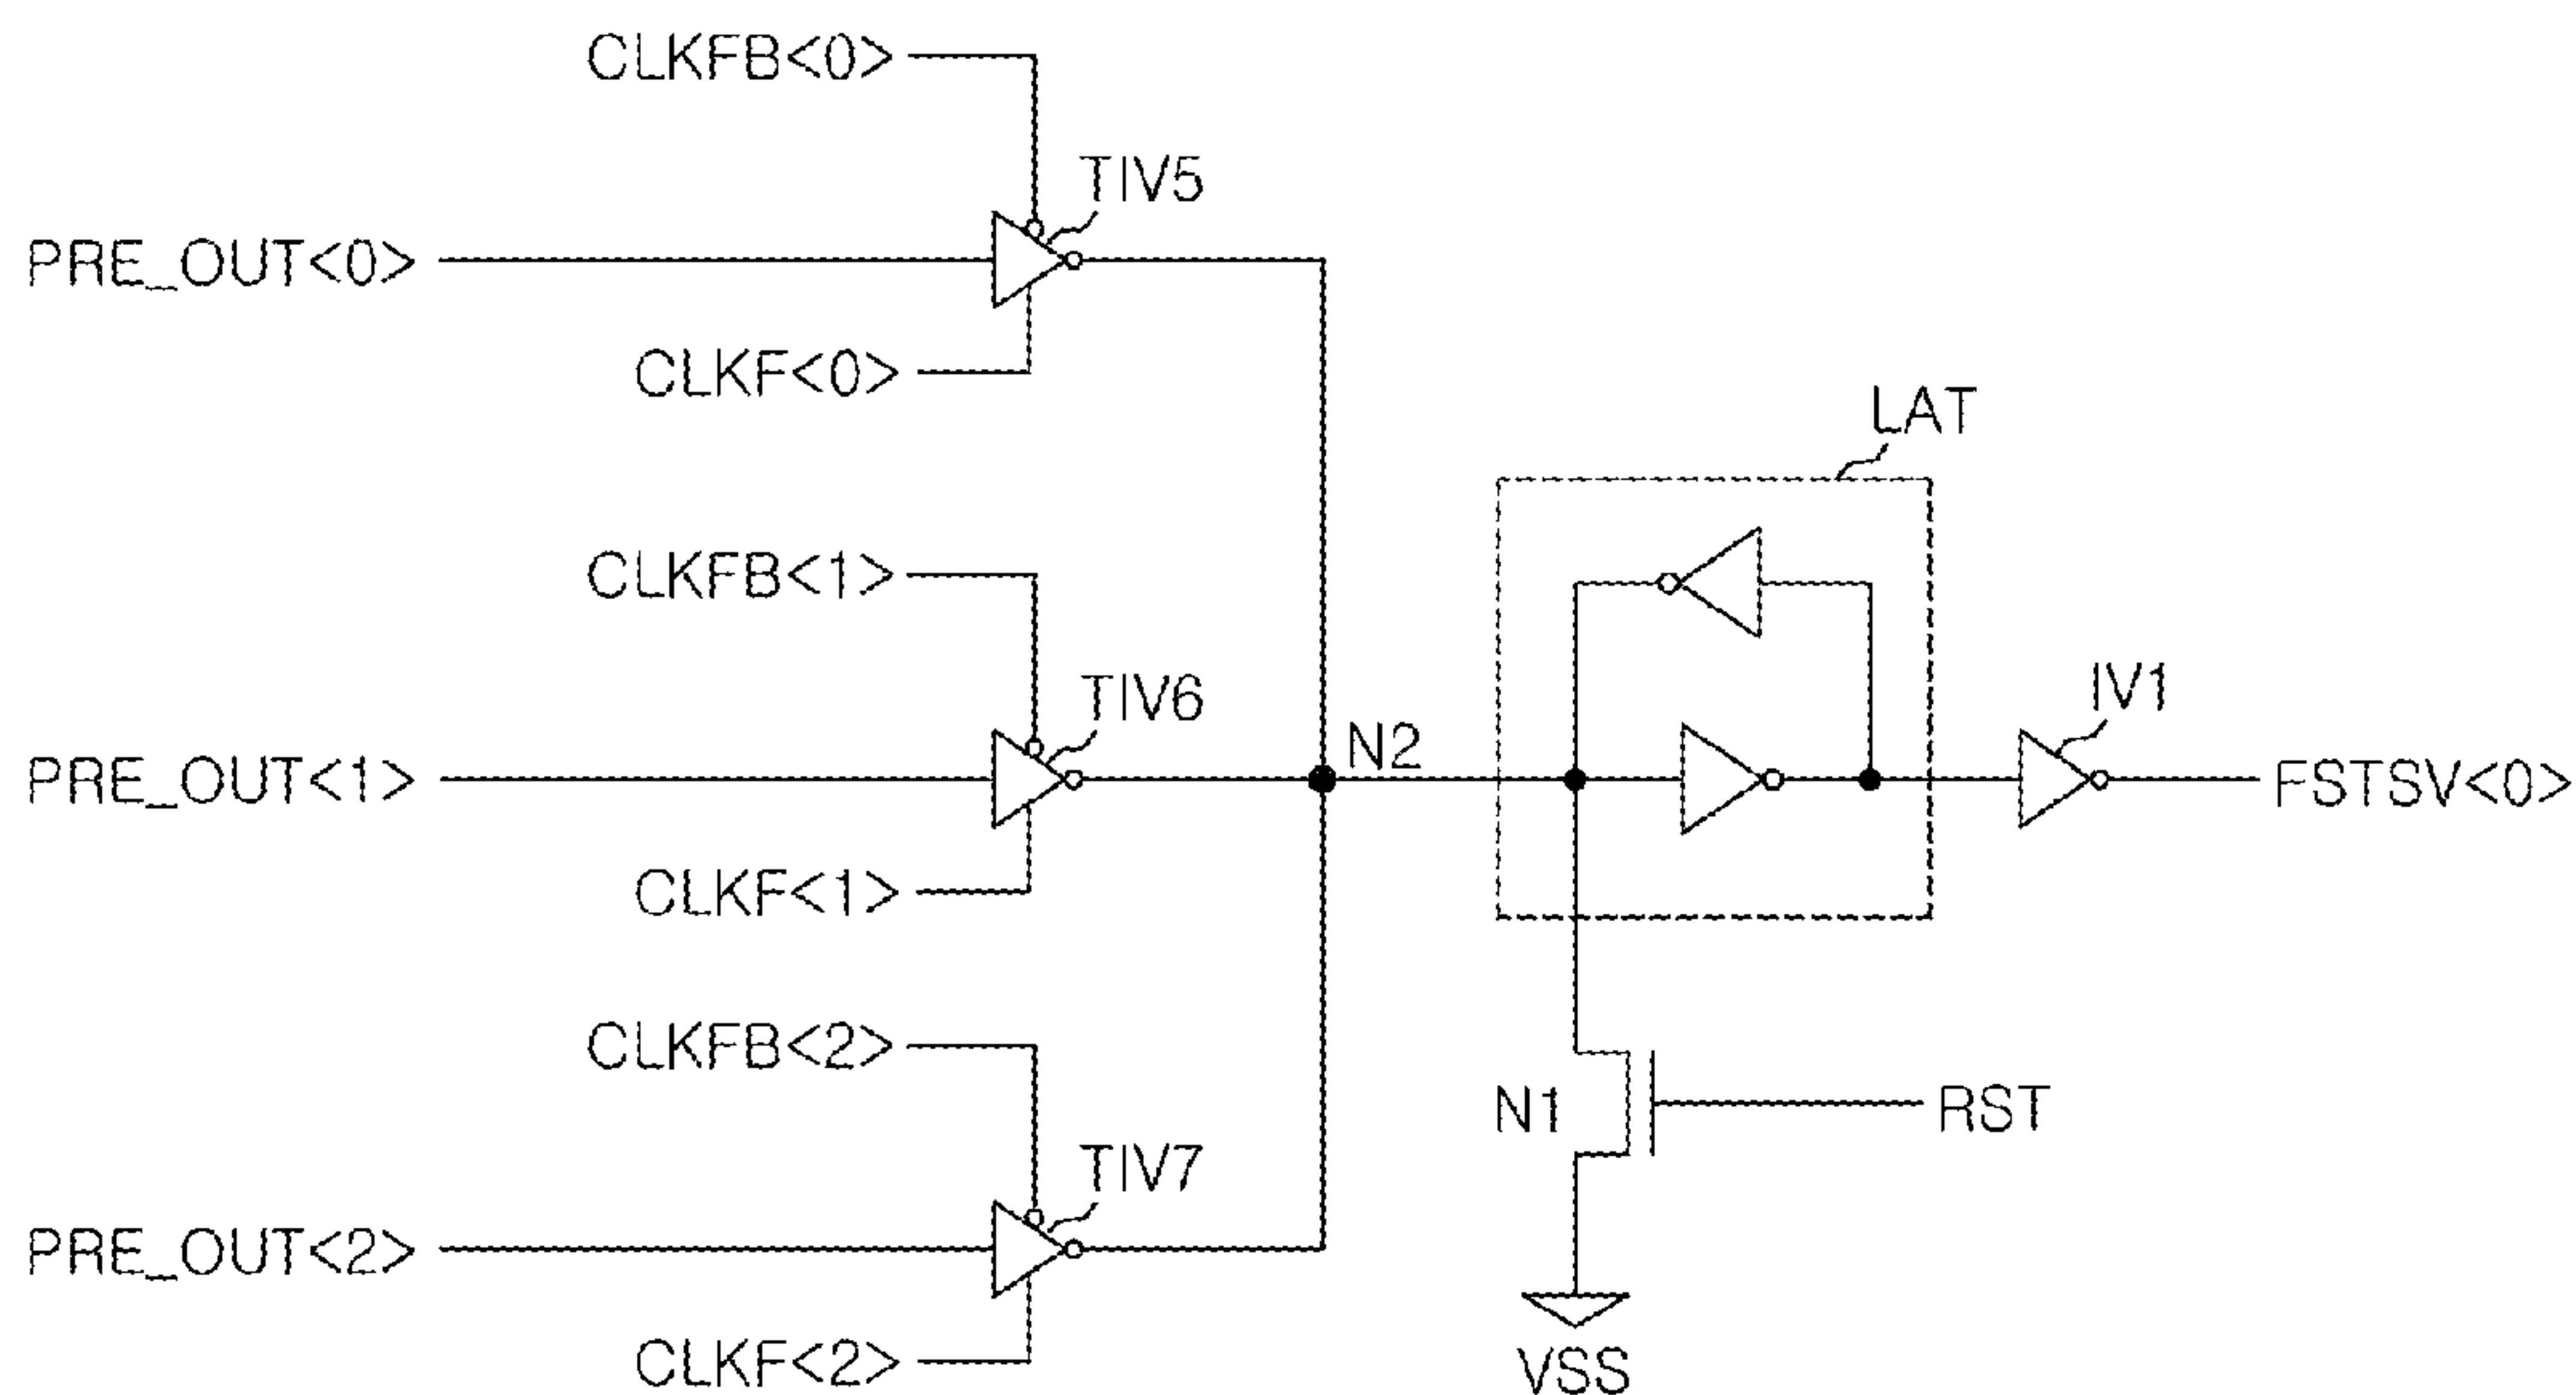 CLKFB<0>
TIV5
PRE_OUT<0>
CLKF<0>
LAT
CLKFB<1>
TIV6
IV1
N2
PRE_OUT<1>
FSTSV<0>
CLKF<1>
CLKFB<2>
N1
RST
TIV7
PRE_OUT<2>
CLKF<2>
VSS